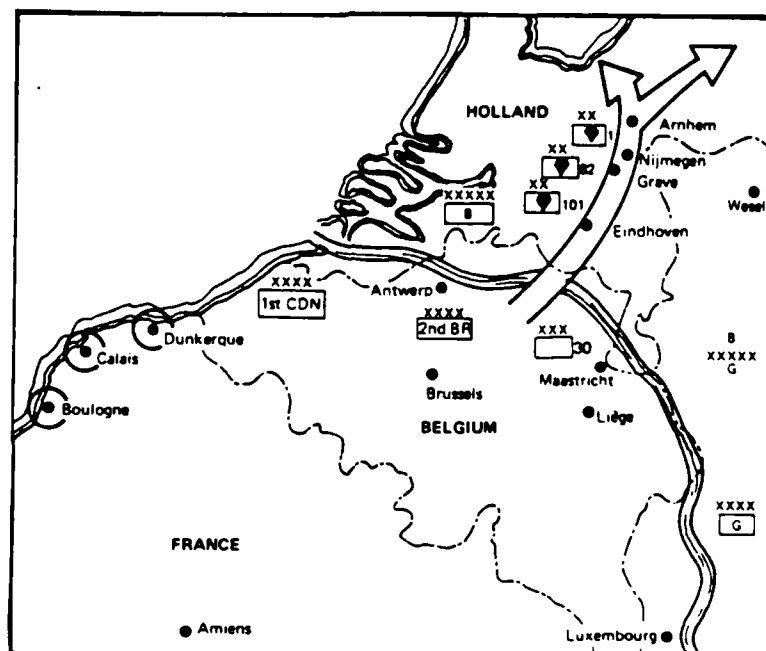 HOLLAND
XX
1
Arnhem
XX
82
Nijmegen
Grave
XX
101
Wesel
XXXXX
B
Eindhoven
XXXX
1st CDN
Antwerp
XXXX
2nd BR
Dunkerque
XXX
30
B
XXXXX
G
Calais
Maastricht
Brussels
Boulogne
Liège
BELGIUM
XXXX
G
FRANCE
Amiens
Luxembourg